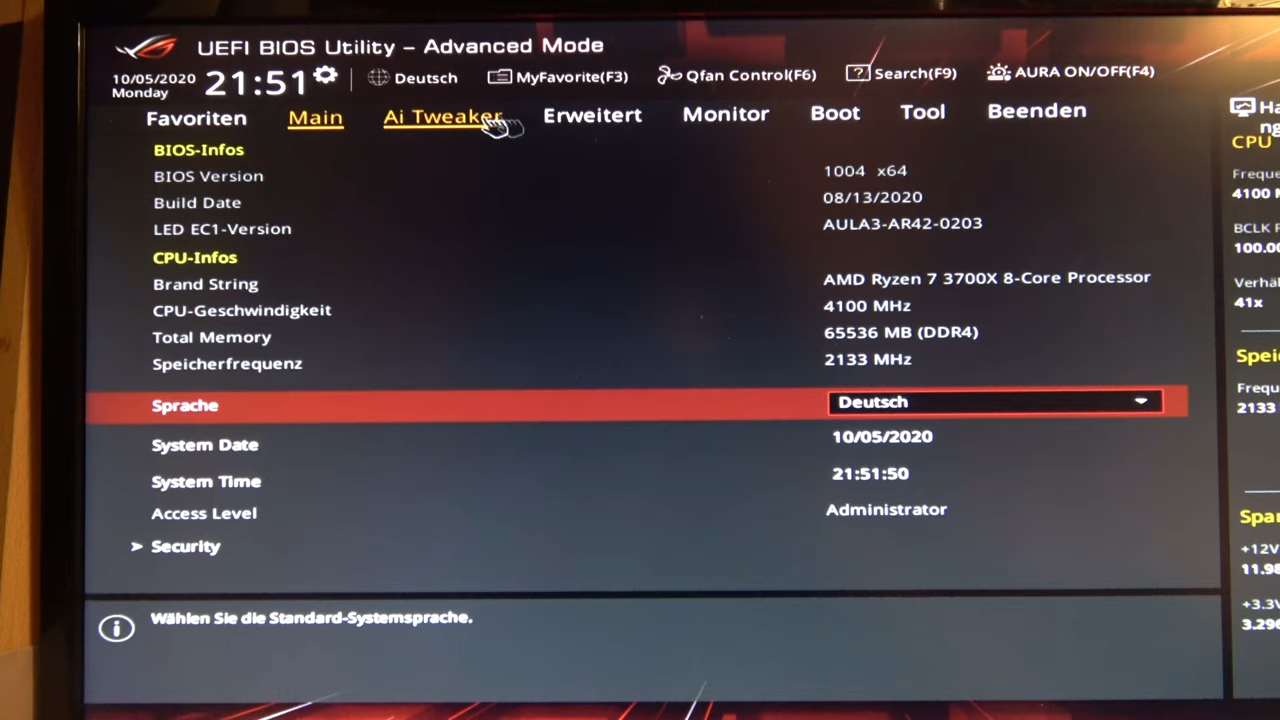 UEFI BIOS Utility – Advanced Mode
10/05/2020
Monday
21:51
Deutsch
MyFavorite(F3)
Qfan Control(F6)
Search(F9)
AURA ON/OFF(F4)
Favoriten
Main
Ai Tweaker
Erweitert
Monitor
Boot
Tool
Beenden
BIOS-Infos
BIOS Version 1004 x64
Build Date 08/13/2020
LED EC1-Version AULA3-AR42-0203
CPU-Infos
Brand String AMD Ryzen 7 3700X 8-Core Processor
CPU-Geschwindigkeit 4100 MHz
Total Memory 65536 MB (DDR4)
Speicherfrequenz 2133 MHz
Sprache Deutsch
System Date 10/05/2020
System Time 21:51:50
Access Level Administrator
> Security
Wählen Sie die Standard-Systemsprache.
CPU
4100
BCLK
41x
2133
+12V